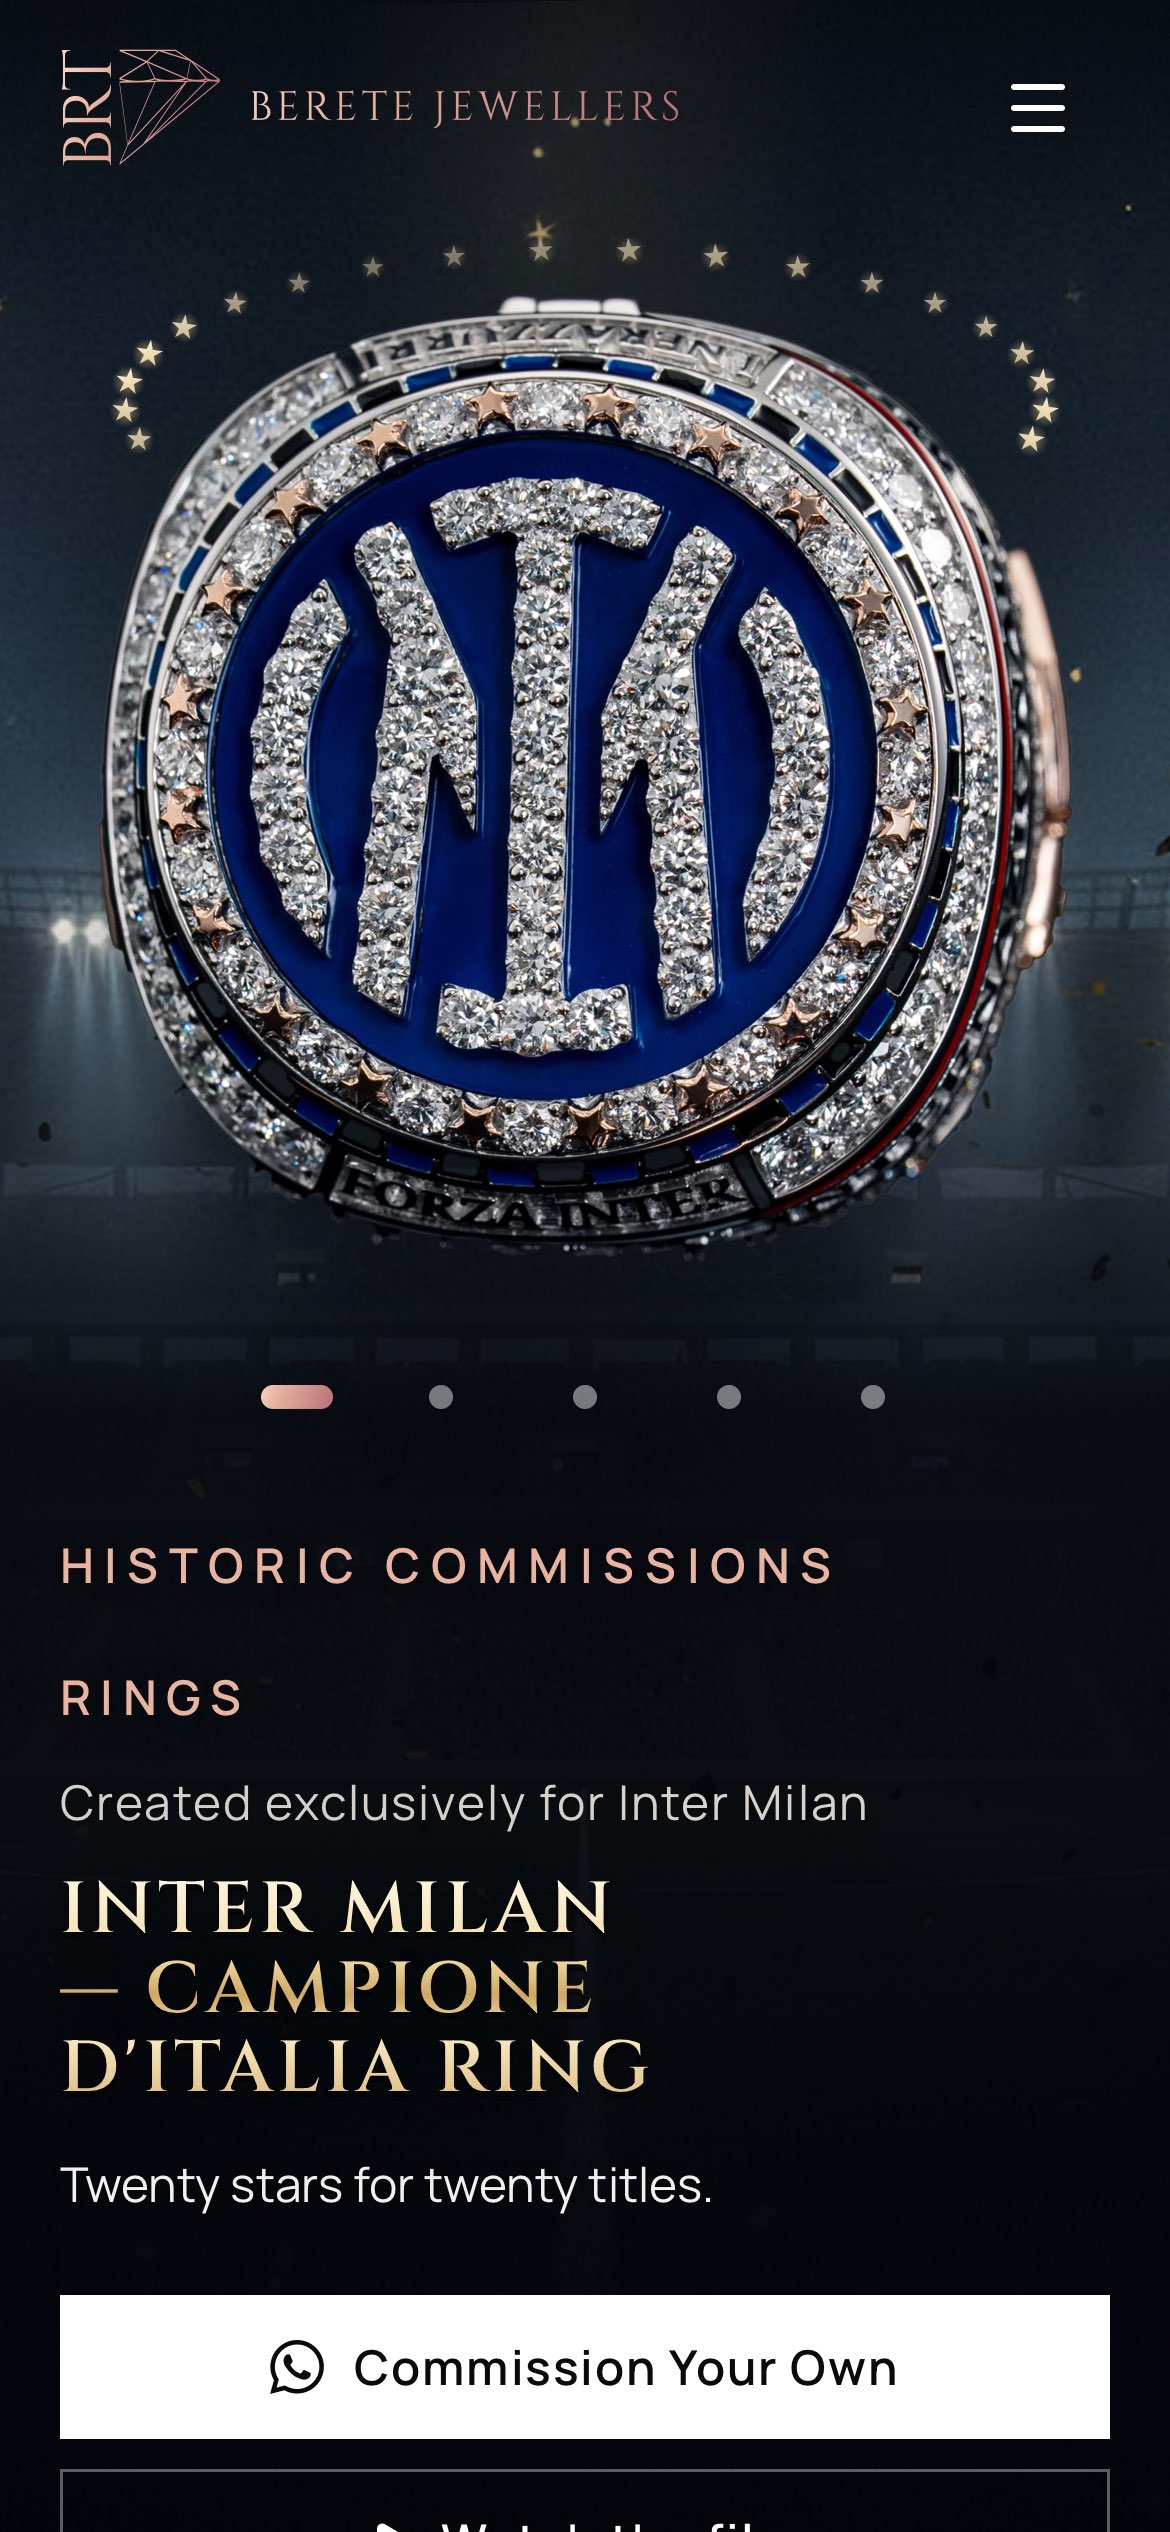 BRT
BERETE JEWELLERS
INERAZZURRI
FORZA INTER
HISTORIC COMMISSIONS
RINGS
Created exclusively for Inter Milan
INTER MILAN
— CAMPIONE
D'ITALIA RING
Twenty stars for twenty titles.
Commission Your Own